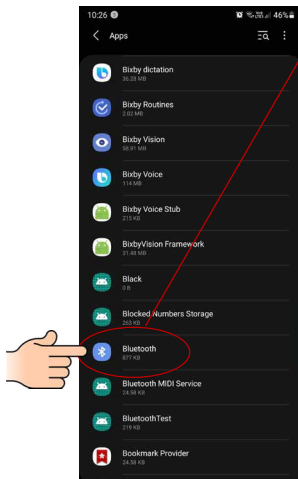 10:26
46%
Apps
Bixby dictation
36.28 MB
Bixby Routines
2.02 MB
Bixby Vision
58.91 MB
Bixby Voice
114 MB
Bixby Voice Stub
215 KB
BixbyVision Framework
31.48 MB
Black
0 B
Blocked Numbers Storage
263 KB
Bluetooth
877 KB
Bluetooth MIDI Service
24.58 KB
BluetoothTest
219 KB
Bookmark Provider
24.58 KB